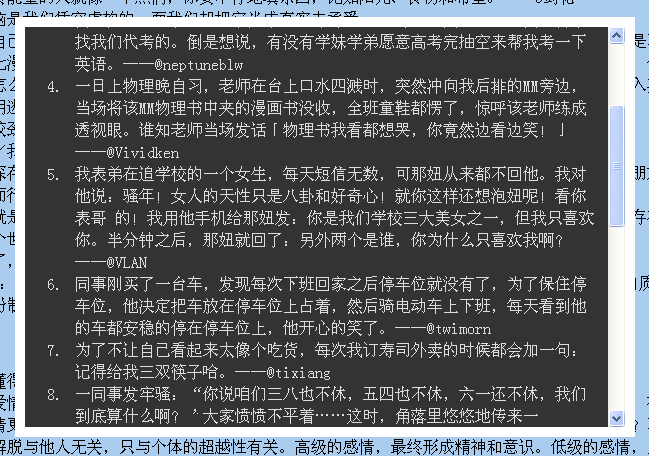 找我们代考的。倒是想说，有没有学妹学弟愿意高考完抽空来帮我考一下
英语。——@neptuneblw
4. 一日上物理晚自习，老师在台上口水四溅时，突然冲向我后排的MM旁边，
当场将该MM物理书中夹的漫画书没收，全班童鞋都愣了，惊呼该老师练成
透视眼。谁知老师当场发话「物理书我看都想哭，你竟然边看边笑！」
——@Vividken
5. 我表弟在追学校的一个女生，每天短信无数，可那妞从来都不回他。我对
他说：骚年！女人的天性只是八卦和好奇心！就你这样还想泡妞呢！看你
表哥 的！我用他手机给那妞发：你是我们学校三大美女之一，但我只喜欢
你。半分钟之后，那妞就回了：另外两个是谁，你为什么只喜欢我啊？
——@VLAN
6. 同事刚买了一台车，发现每次下班回家之后停车位就没有了，为了保住停
车位，他决定把车放在停车位上占着，然后骑电动车上下班，每天看到他
的车都安稳的停在停车位上，他开心的笑了。——@twimorn
7. 为了不让自己看起来太像个吃货，每次我订寿司外卖的时候都会加一句：
记得给我三双筷子哈。——@tixiang
8. 一同事发牢骚：“你说咱们三八也不休，五四也不休，六一还不休，我们
到底算什么啊？’大家愤愤不平着……这时，角落里悠悠地传来一
解脱与他人无关，只与个体的超越性有关。高级的感情，最终形成精神和意识。低级的感情，